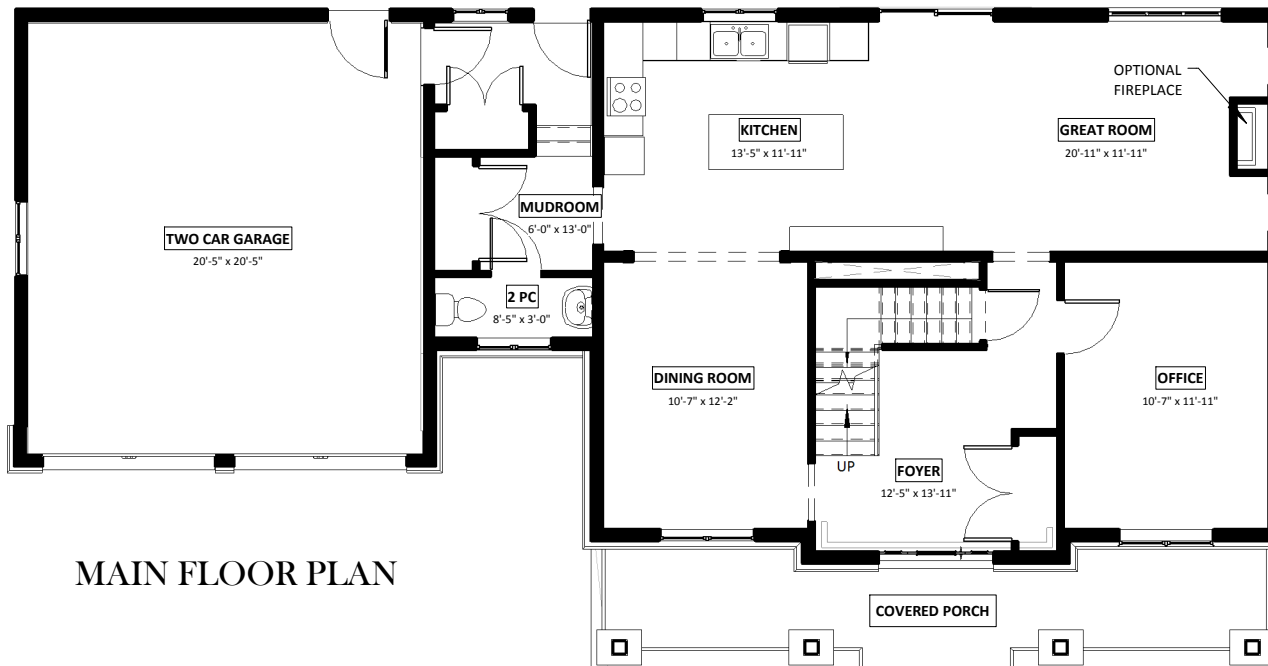 OPTIONAL
FIREPLACE
KITCHEN
13'-5" x 11'-11"
GREAT ROOM
20'-11" x 11'-11"
MUDROOM
6'-0" x 13'-0"
TWO CAR GARAGE
20'-5" x 20'-5"
2 PC
8'-5" x 3'-0"
DINING ROOM
10'-7" x 12'-2"
OFFICE
10'-7" x 11'-11"
UP
FOYER
12'-5" x 13'-11"
MAIN FLOOR PLAN
COVERED PORCH